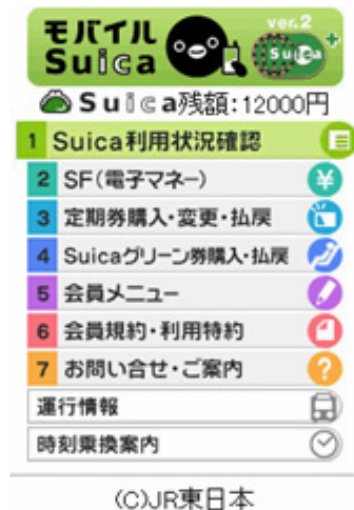 モバイル
Suica
ver.2
Suica
Suica残額:12000円
1 Suica利用状況確認
2 SF(電子マネー)
3 定期券購入・変更・払戻
4 Suicaグリーン券購入・払戻
5 会員メニュー
6 会員規約・利用特約
7 お問い合せ・ご案内
運行情報
時刻乗換案内
(C)JR東日本